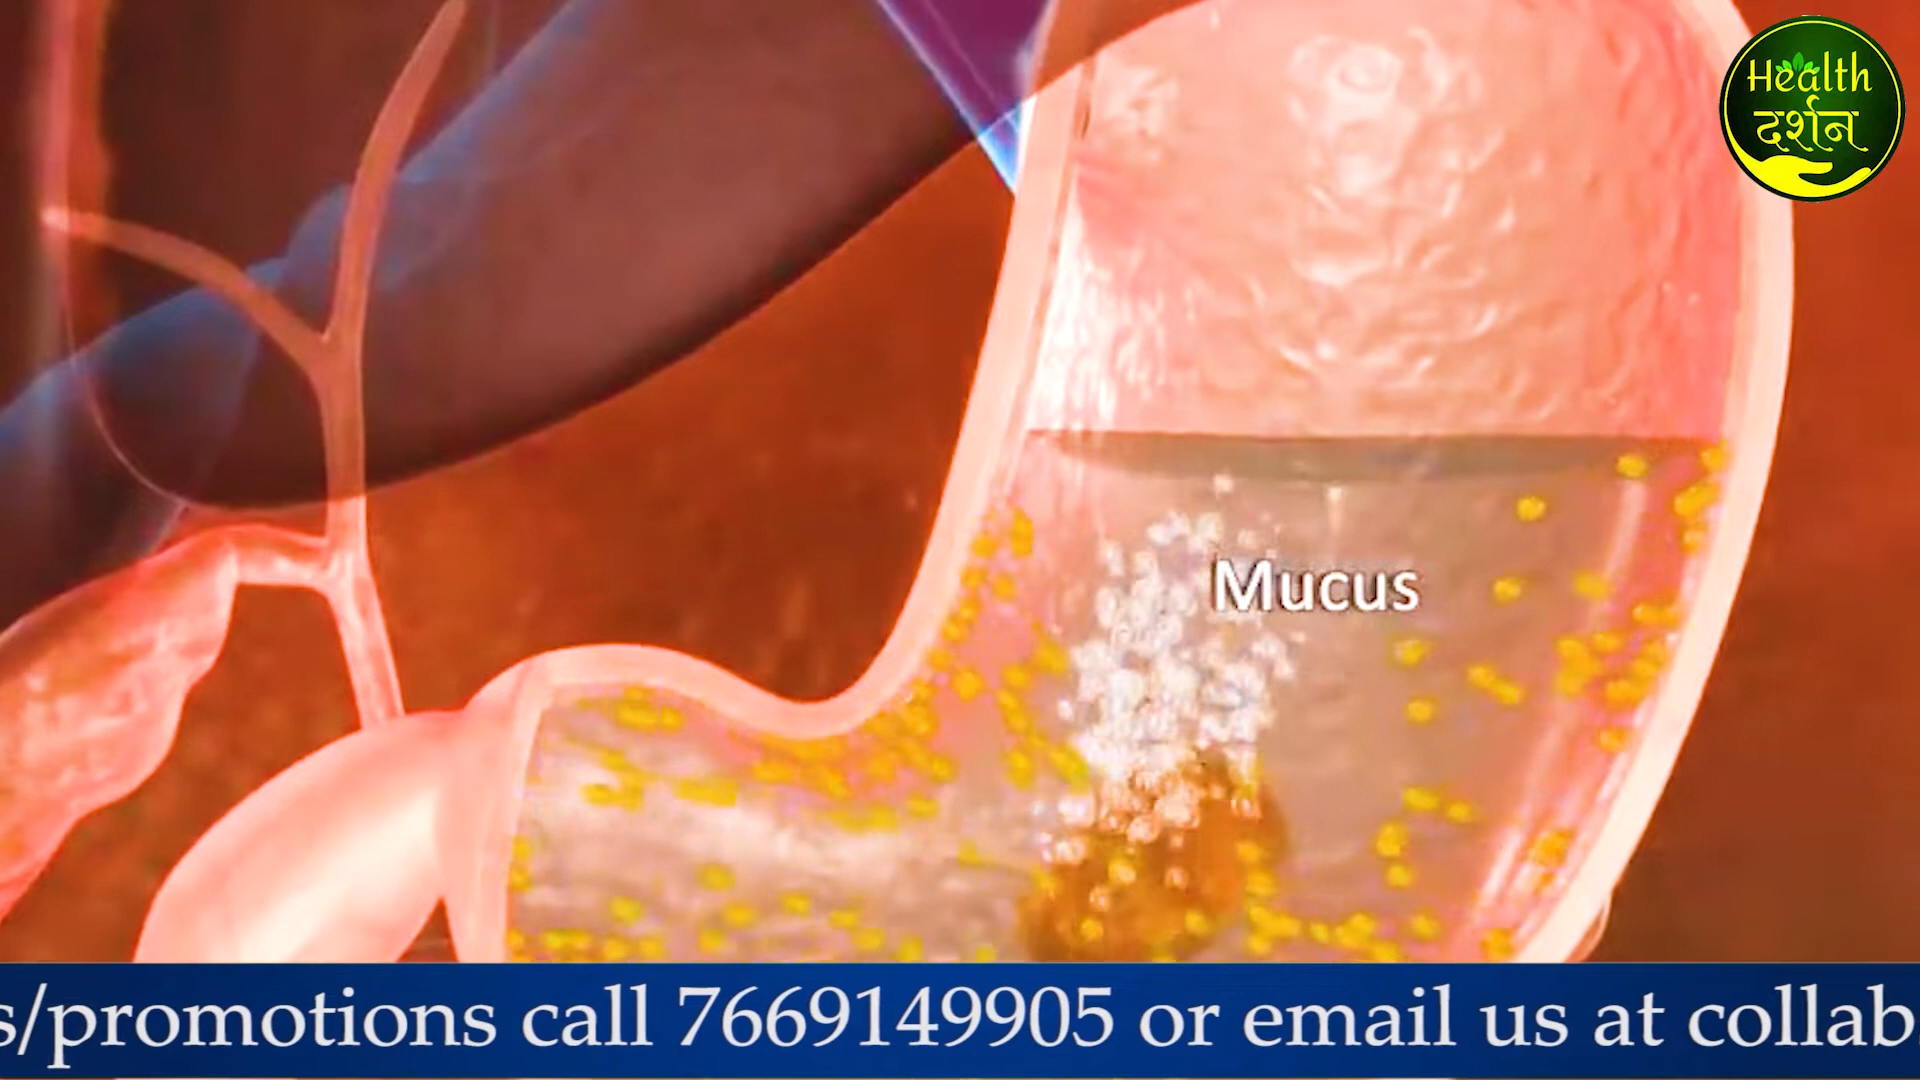 Health
दर्शन
Mucus
s/promotions call 7669149905 or email us at collab